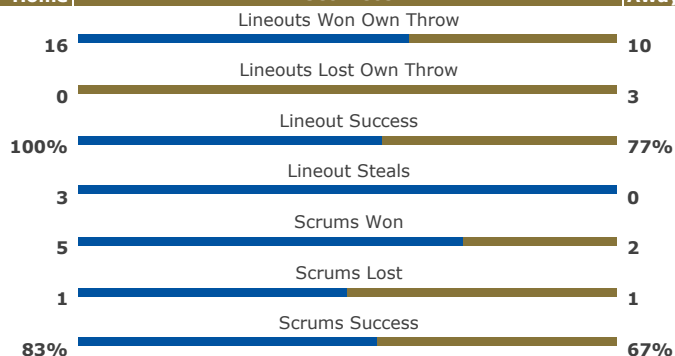 Lineouts Won Own Throw
16 10
Lineouts Lost Own Throw
0 3
Lineout Success
100% 77%
Lineout Steals
3 0
Scrums Won
5 2
Scrums Lost
1 1
Scrums Success
83% 67%